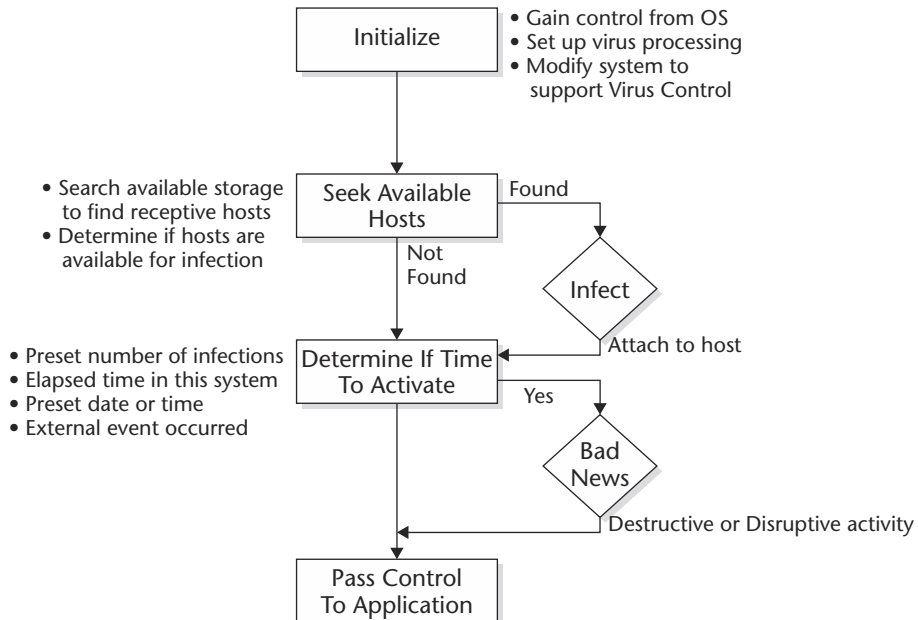 Initialize
• Gain control from OS
• Set up virus processing
• Modify system to
support Virus Control
• Search available storage
to find receptive hosts
• Determine if hosts are
available for infection
Seek Available
Hosts
Found
Not
Found
Infect
Attach to host
• Preset number of infections
• Elapsed time in this system
• Preset date or time
• External event occurred
Determine If Time
To Activate
Yes
Bad
News
Destructive or Disruptive activity
Pass Control
To Application